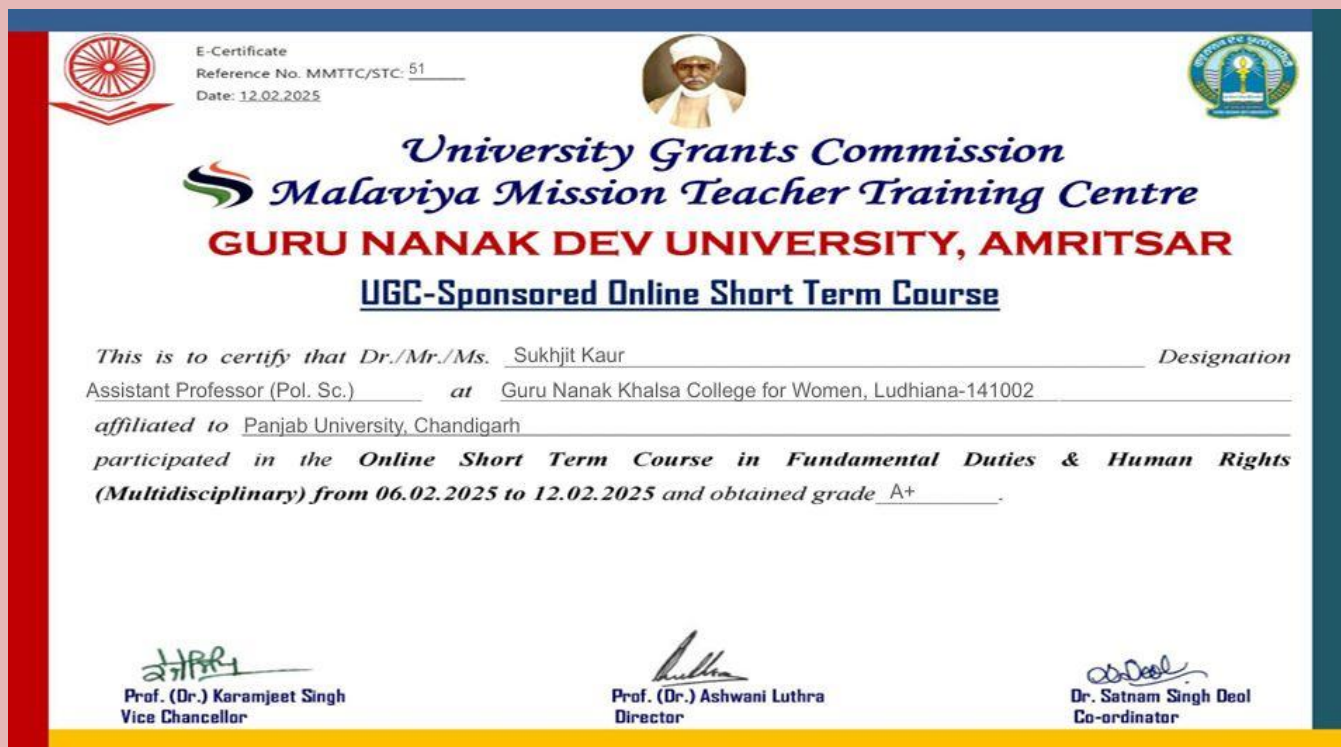 E-Certificate
Reference No. MMTTC/STC: 51
Date: 12.02.2025
University Grants Commission
Malaviya Mission Teacher Training Centre
GURU NANAK DEV UNIVERSITY, AMRITSAR
UGC-Sponsored Online Short Term Course
This is to certify that Dr./Mr./Ms. Sukhjit Kaur Designation
Assistant Professor (Pol. Sc.) at Guru Nanak Khalsa College for Women, Ludhiana-141002
affiliated to Panjab University, Chandigarh
participated in the Online Short Term Course in Fundamental Duties & Human Rights
(Multidisciplinary) from 06.02.2025 to 12.02.2025 and obtained grade A+ .
Prof. (Dr.) Karamjeet Singh
Vice Chancellor
Prof. (Dr.) Ashwani Luthra
Director
Dr. Satnam Singh Deol
Co-ordinator